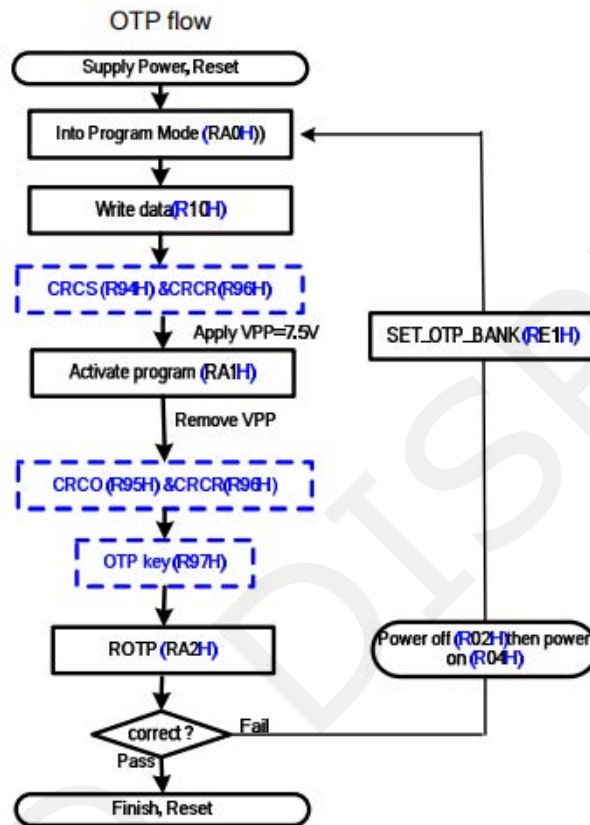 OTP flow
Supply Power, Reset
Into Program Mode (RA0H))
Write data(R10H)
CRCS (R94H) &CRCR(R96H)
Apply VPP=7.5V
Activate program (RA1H)
Remove VPP
CRCO (R95H) &CRCR(R96H)
OTP key(R97H)
ROTP (RA2H)
correct ?
Fail
Pass
Finish, Reset
SET_OTP_BANK(RE1H)
Power off (R02H)then power
on (R04H)
DISP